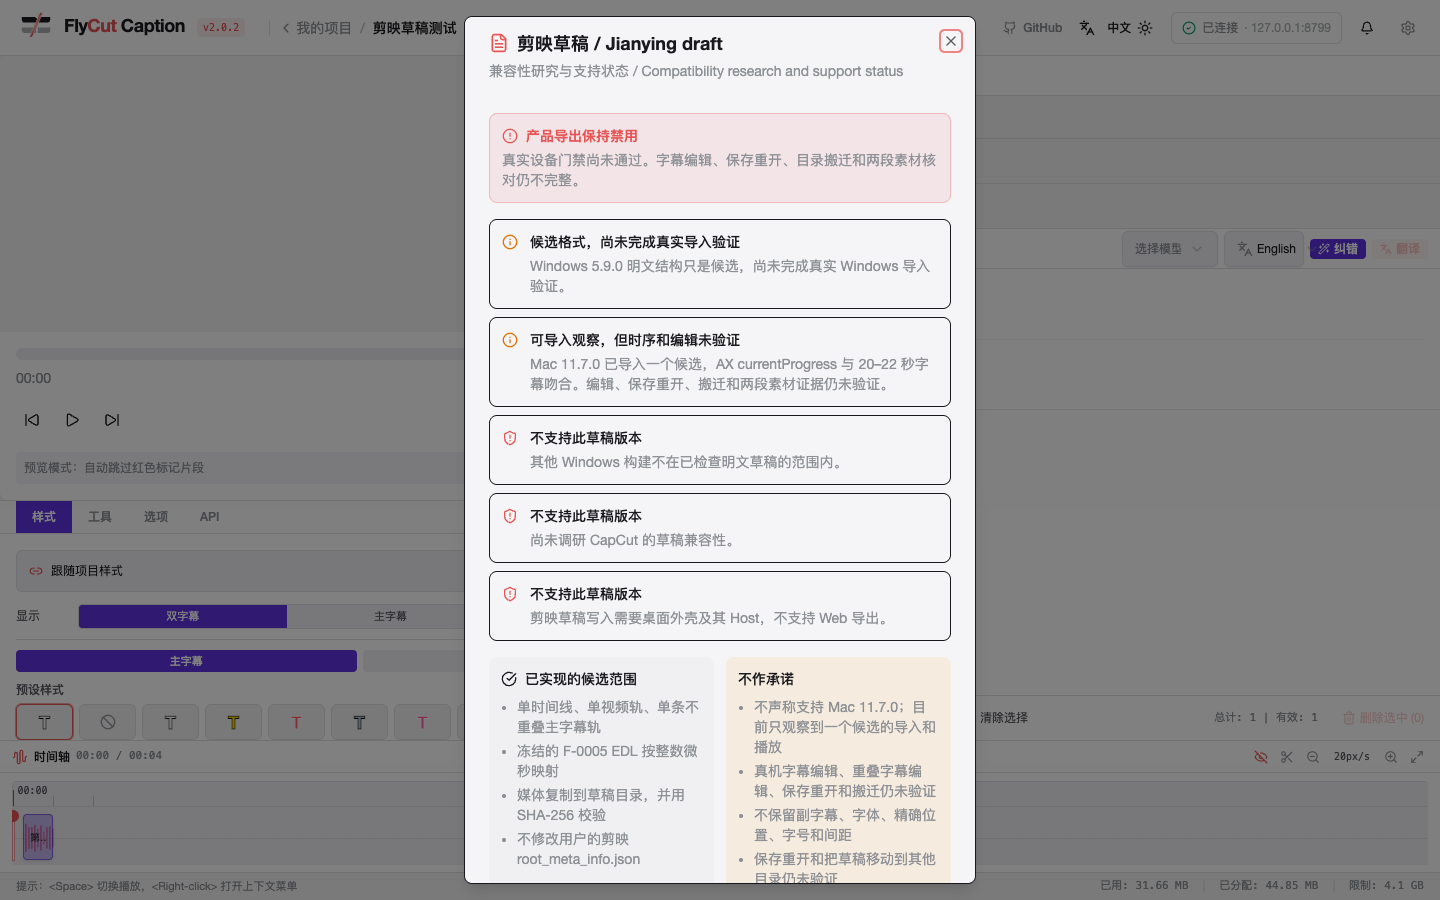 FlyCut Caption v2.0.2 我的项目 / 剪映草稿测试
GitHub 中文 已连接 · 127.0.0.1:8799
剪映草稿 / Jianying draft
兼容性研究与支持状态 / Compatibility research and support status
产品导出保持禁用
真实设备门禁尚未通过。字幕编辑、保存重开、目录搬迁和两段素材核
对仍不完整。
候选格式，尚未完成真实导入验证
Windows 5.9.0 明文结构只是候选，尚未完成真实 Windows 导入
验证。
可导入观察，但时序和编辑未验证
Mac 11.7.0 已导入一个候选，AX currentProgress 与 20–22 秒字
幕吻合。编辑、保存重开、搬迁和两段素材证据仍未验证。
不支持此草稿版本
其他 Windows 构建不在已检查明文草稿的范围内。
不支持此草稿版本
尚未调研 CapCut 的草稿兼容性。
不支持此草稿版本
剪映草稿写入需要桌面外壳及其 Host，不支持 Web 导出。
已实现的候选范围
单时间线、单视频轨、单条不
重叠主字幕轨
冻结的 F-0005 EDL 按整数微
秒映射
媒体复制到草稿目录，并用
SHA-256 校验
不修改用户的剪映
root_meta_info.json
不作承诺
不声称支持 Mac 11.7.0；目
前只观察到一个候选的导入和
播放
真机字幕编辑、重叠字幕编
辑、保存重开和搬迁仍未验证
不保留副字幕、字体、精确位
置、字号和间距
保存重开和把草稿移动到其他
目录仍未验证
选择模型 English 纠错 翻译
00:00
预览模式：自动跳过红色标记片段
样式 工具 选项 API
跟随项目样式
显示 双字幕 主字幕
主字幕
预设样式
T T T T T T
清除选择 总计: 1 | 有效: 1 删除选中 (0)
时间轴 00:00 / 00:04 20px/s
00:00
第...
提示：<Space> 切换播放，<Right-click> 打开上下文菜单
已用: 31.66 MB 已分配: 44.85 MB 限制: 4.1 GB